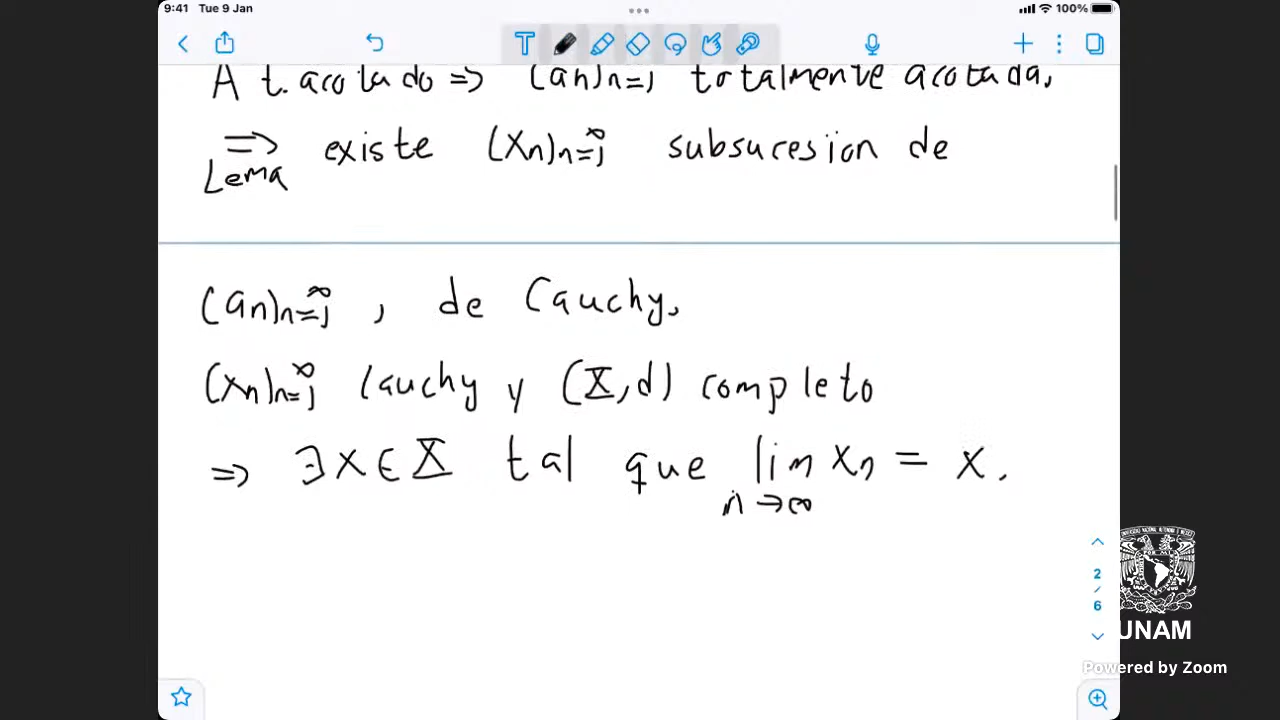 9:41 Tue 9 Jan
100%
A t. acotado => (an)n=1 totalmente acotada,
=> existe (xn)n=1^∞ subsucesion de
Lema
(an)n=1^∞ , de Cauchy,
(xn)n=1^∞ Cauchy y (X,d) completo
=> ∃x∈X tal que lim xn = x.
n→∞
2
6
UNAM
Powered by Zoom